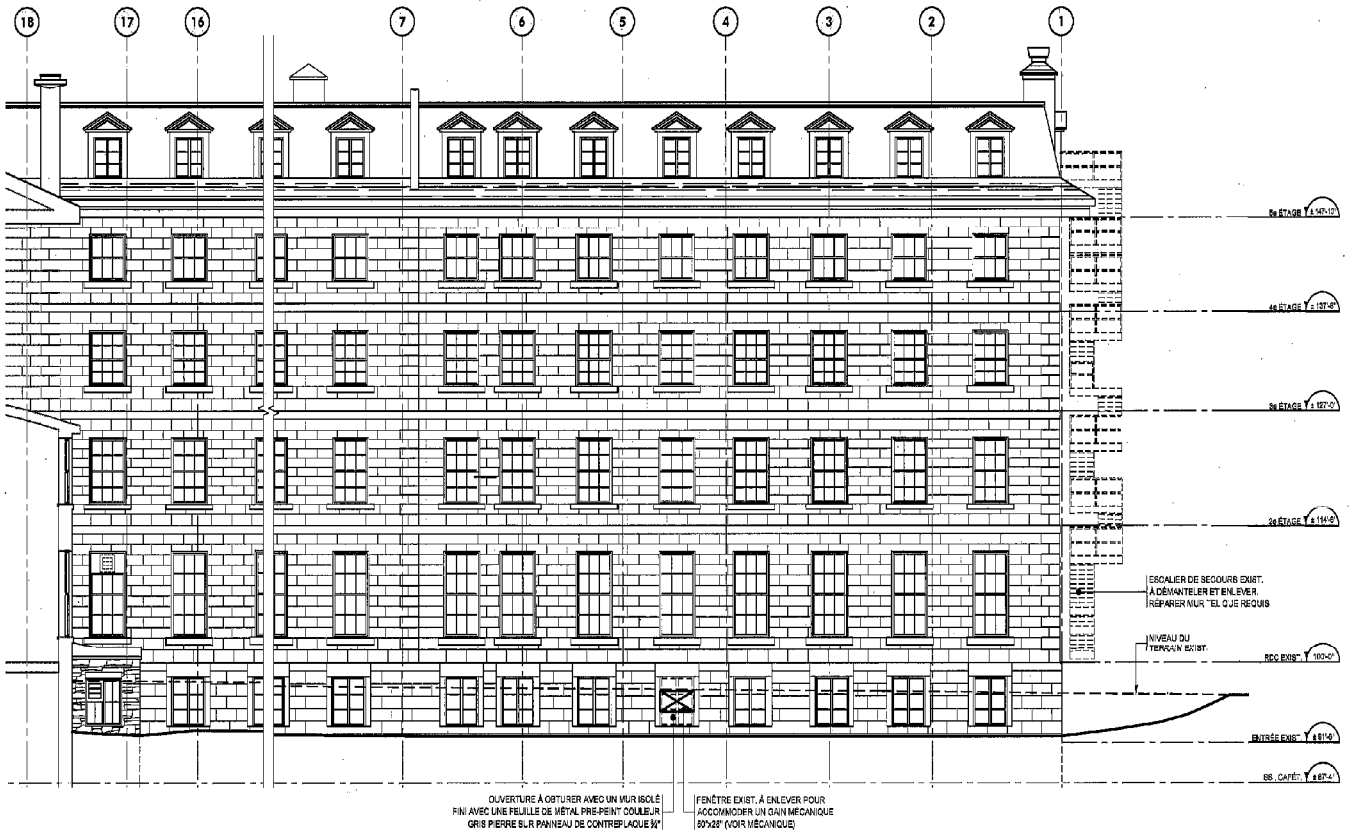 18 17 16 7 6 5 4 3 2 1
5e ÉTAGE ± 147'-10"
4e ÉTAGE ± 137'-6"
3e ÉTAGE ± 127'-0"
2e ÉTAGE ± 114'-6"
ESCALIER DE SECOURS EXIST.
À DÉMANTELER ET ENLEVER.
RÉPARER MUR TEL QUE REQUIS
NIVEAU DU
TERRAIN EXIST.
RDC EXIST. 100'-0"
ENTRÉE EXIST. ± 91'-6"
SS. CAFÉT. ± 87'-4"
OUVERTURE À OBTURER AVEC UN MUR ISOLÉ
FINI AVEC UNE FEUILLE DE MÉTAL PRÉ-PEINT COULEUR
GRIS PIERRE SUR PANNEAU DE CONTREPLAQUÉ ¾"
FENÊTRE EXIST. À ENLEVER POUR
ACCOMMODER UN GAIN MÉCANIQUE
50"x28" (VOIR MÉCANIQUE)